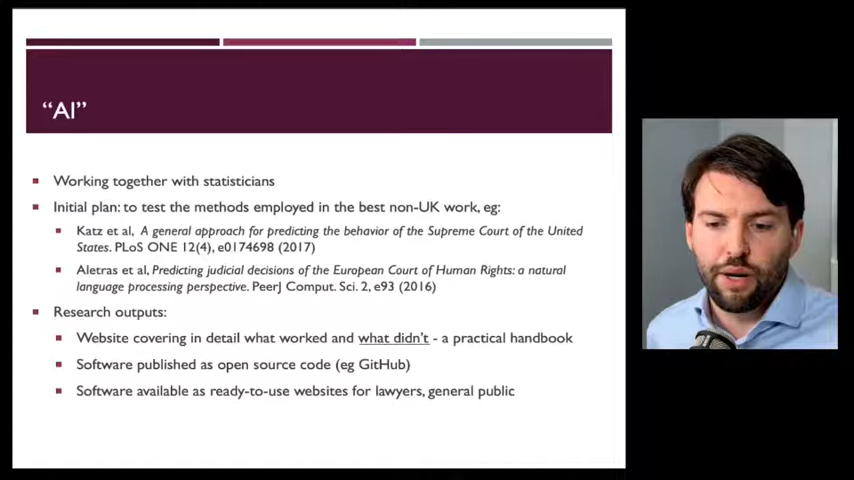 “AI”
Working together with statisticians
Initial plan: to test the methods employed in the best non-UK work, eg:
Katz et al, A general approach for predicting the behavior of the Supreme Court of the United
States. PLoS ONE 12(4), e0174698 (2017)
Aletras et al, Predicting judicial decisions of the European Court of Human Rights: a natural
language processing perspective. PeerJ Comput. Sci. 2, e93 (2016)
Research outputs:
Website covering in detail what worked and what didn't - a practical handbook
Software published as open source code (eg GitHub)
Software available as ready-to-use websites for lawyers, general public